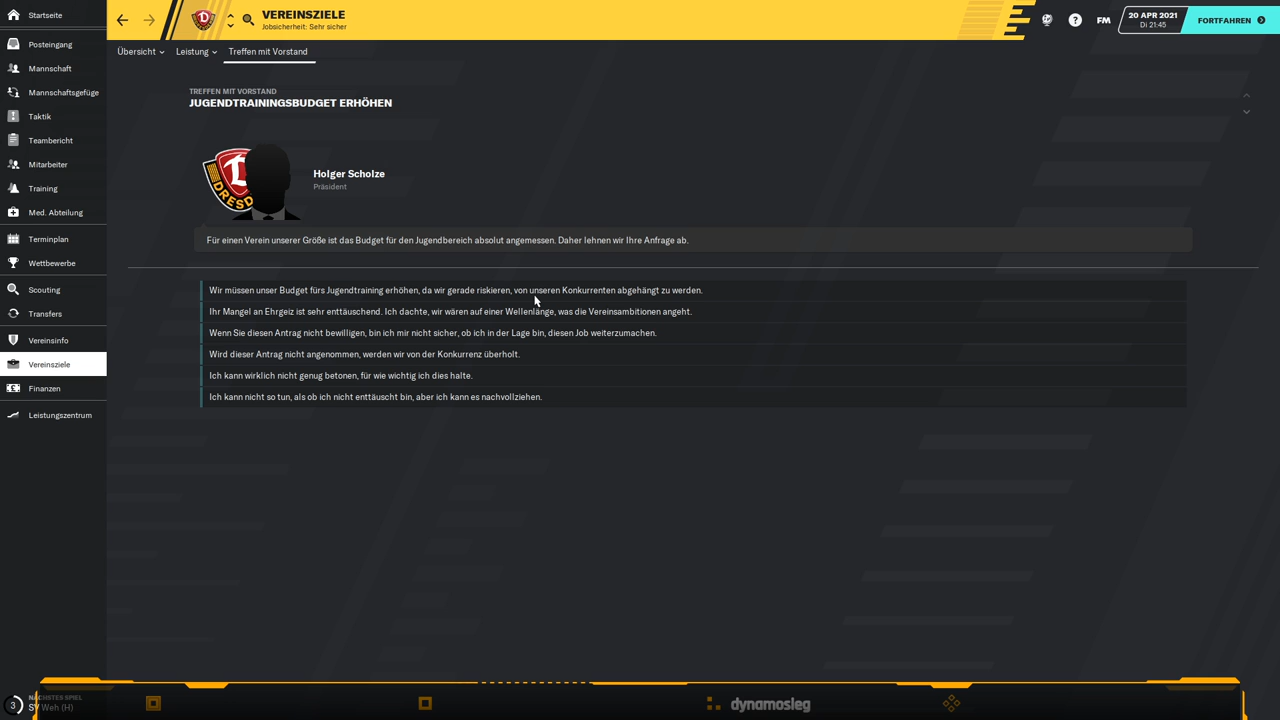 Startseite
Posteingang
Mannschaft
Mannschaftsgefüge
Taktik
Teambericht
Mitarbeiter
Training
Med. Abteilung
Terminplan
Wettbewerbe
Scouting
Transfers
Vereinsinfo
Vereinsziele
Finanzen
Leistungszentrum
NÄCHSTES SPIEL
3
SV Weh (H)
D
VEREINSZIELE
Jobsicherheit: Sehr sicher
?
FM
20 APR 2021
Di 21:45
FORTFAHREN
Übersicht
Leistung
Treffen mit Vorstand
TREFFEN MIT VORSTAND
JUGENDTRAININGSBUDGET ERHÖHEN
D
DRESD
Holger Scholze
Präsident
Für einen Verein unserer Größe ist das Budget für den Jugendbereich absolut angemessen. Daher lehnen wir Ihre Anfrage ab.
Wir müssen unser Budget fürs Jugendtraining erhöhen, da wir gerade riskieren, von unseren Konkurrenten abgehängt zu werden.
Ihr Mangel an Ehrgeiz ist sehr enttäuschend. Ich dachte, wir wären auf einer Wellenlänge, was die Vereinsambitionen angeht.
Wenn Sie diesen Antrag nicht bewilligen, bin ich mir nicht sicher, ob ich in der Lage bin, diesen Job weiterzumachen.
Wird dieser Antrag nicht angenommen, werden wir von der Konkurrenz überholt.
Ich kann wirklich nicht genug betonen, für wie wichtig ich dies halte.
Ich kann nicht so tun, als ob ich nicht enttäuscht bin, aber ich kann es nachvollziehen.
dynamosieg